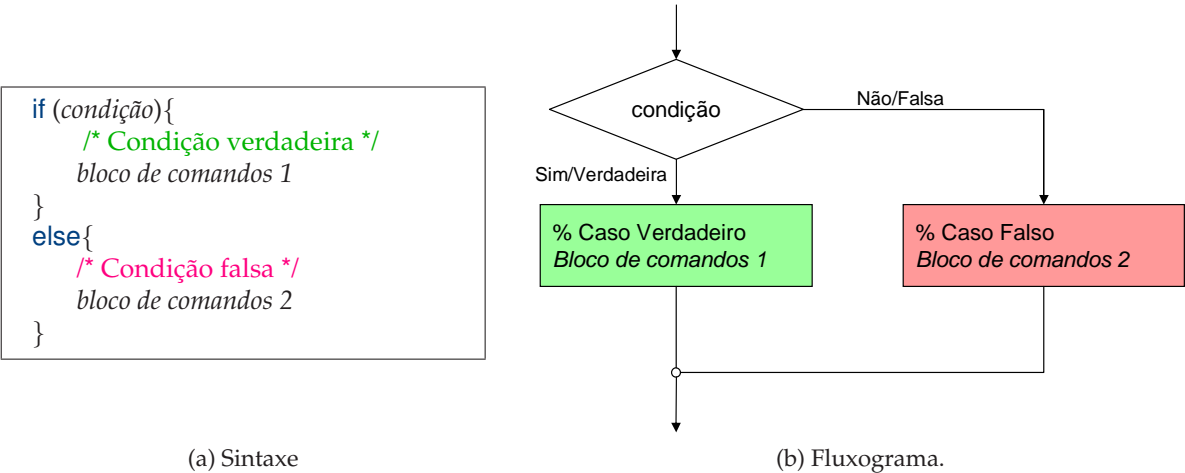 if (condição){
/* Condição verdadeira */
bloco de comandos 1
}
else{
/* Condição falsa */
bloco de comandos 2
}
(a) Sintaxe
condição
Não/Falsa
Sim/Verdadeira
% Caso Verdadeiro
Bloco de comandos 1
% Caso Falso
Bloco de comandos 2
(b) Fluxograma.